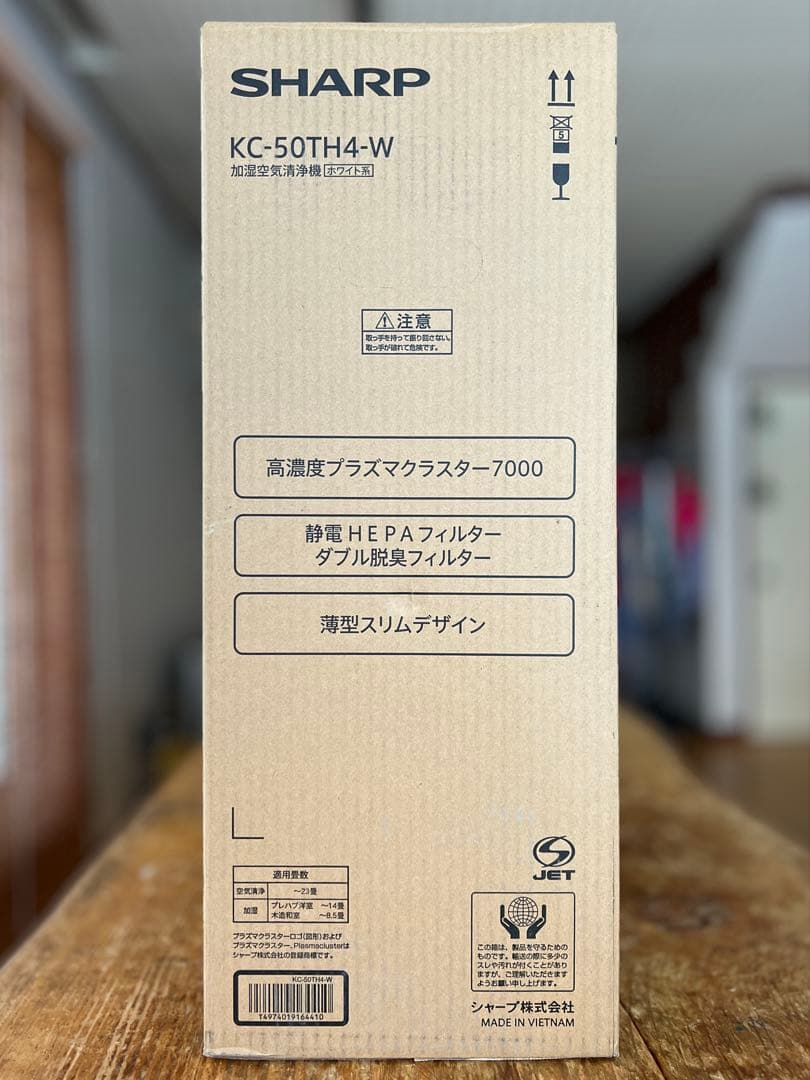 SHARP
KC-50TH4-W
加湿空気清浄機 ホワイト系
5
注意
取っ手を持って振り回さない。
取っ手が破れて危険です。
高濃度プラズマクラスター7000
静電HEPAフィルター
ダブル脱臭フィルター
薄型スリムデザイン
適用畳数
空気清浄 ～23畳
加湿 プレハブ洋室 ～14畳
木造和室 ～8.5畳
プラズマクラスターロゴ(図形)および
プラズマクラスター、Plasmaclusterは
シャープ株式会社の登録商標です。
KC-50TH4-W
T4974019164410
JET
この箱は、製品を守るための
ものです。輸送の際に多少の
スレや汚れが付くことがあり
ますが、ご理解いただきます
ようお願い申し上げます。
シャープ株式会社
MADE IN VIETNAM